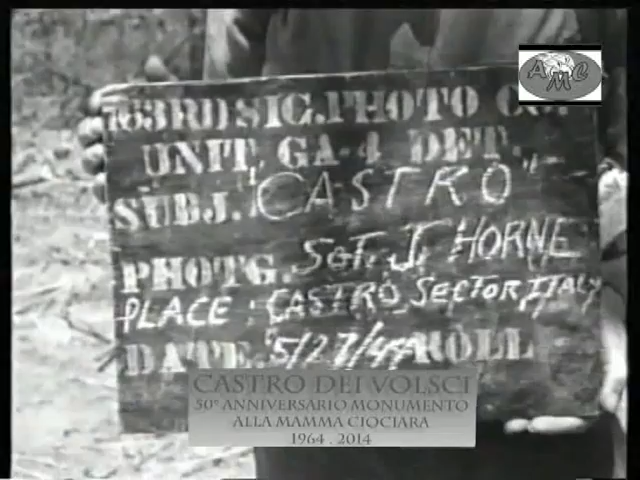 163RD SIG. PHOTO CO.
UNIT. GA-4 DET.
SUBJ. "CASTRO
PHOTG. SGT. J. HORNE
PLACE: CASTRO SECTOR, ITALY
DATE. 5/27/44 ROLL
AMC
CASTRO DEI VOLSCI
50° ANNIVERSARIO MONUMENTO
ALLA MAMMA CIOCIARA
1964 . 2014